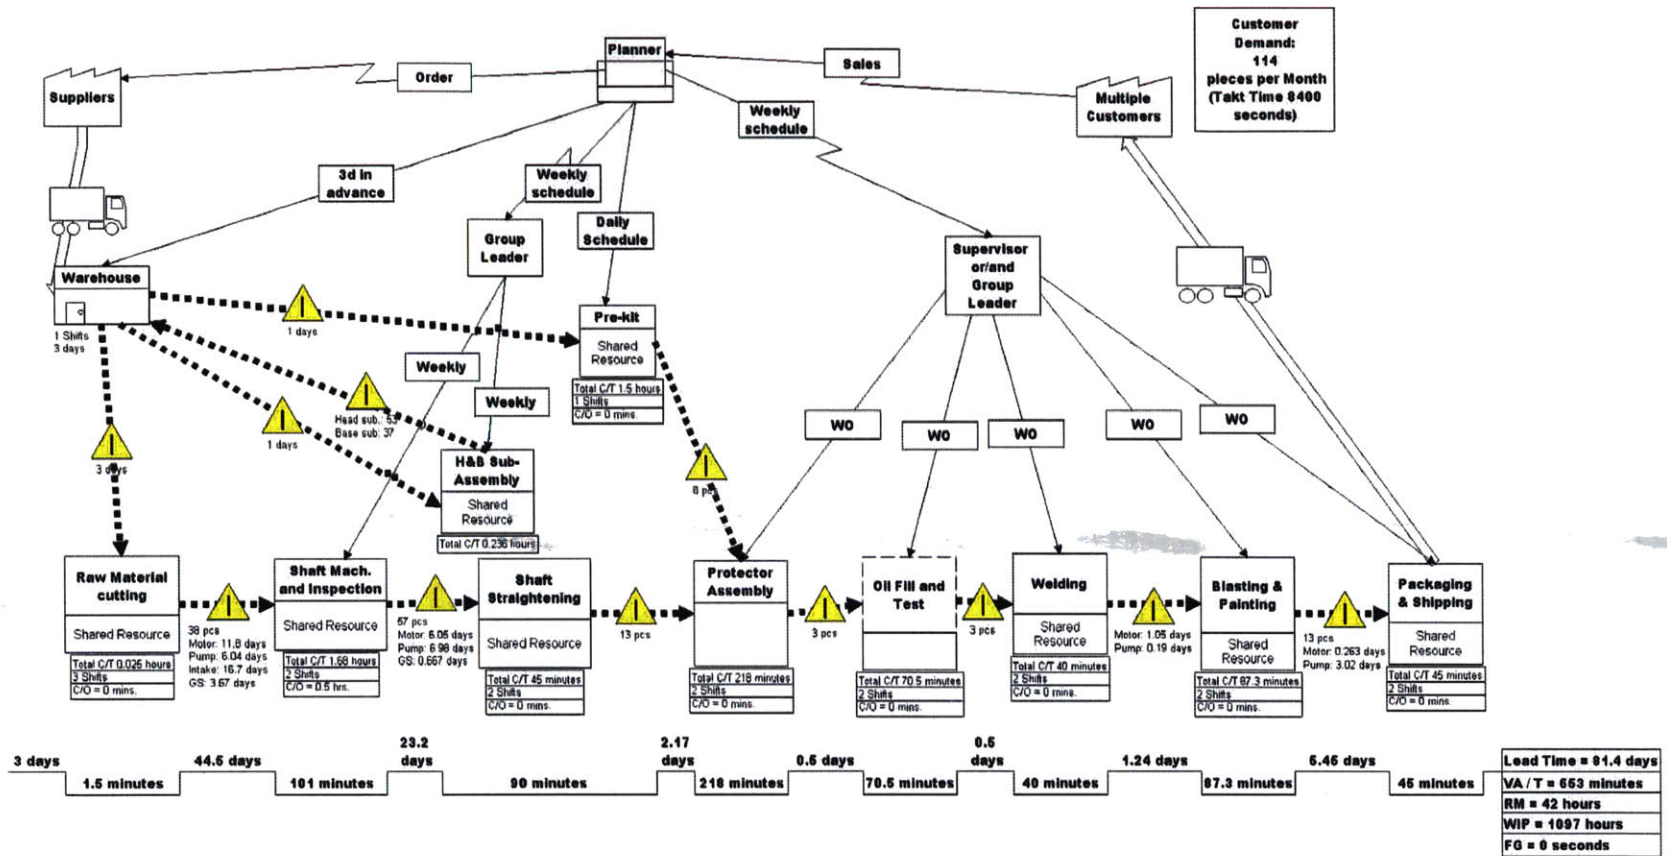 Customer
Demand:
114
pieces per Month
(Takt Time 8400
seconds)
Planner
Sales
Order
Suppliers
Multiple
Customers
Weekly
schedule
3d in
advance
Weekly
schedule
Daily
Schedule
Group
Leader
Supervisor
or/and
Group
Leader
Warehouse
1 Shifts
3 days
1 days
Pre-kit
Shared
Resource
Total C/T 1.5 hours
1 Shifts
C/O = 0 mins.
Weekly
Weekly
Head sub.: 53
Base sub: 37
1 days
3 days
H&B Sub-
Assembly
Shared
Resource
Total C/T 0.236 hours
6 pcs
WO
WO
WO
WO
WO
Raw Material
cutting
Shared Resource
Total C/T 0.025 hours
3 Shifts
C/O = 0 mins.
38 pcs
Motor: 11.8 days
Pump: 6.04 days
Intake: 16.7 days
GS: 3.67 days
Shaft Mach.
and Inspection
Shared Resource
Total C/T 1.68 hours
2 Shifts
C/O = 0.5 hrs.
57 pcs
Motor: 6.05 days
Pump: 6.98 days
GS: 0.667 days
Shaft
Straightening
Shared Resource
Total C/T 45 minutes
2 Shifts
C/O = 0 mins.
13 pcs
Protector
Assembly
Total C/T 218 minutes
2 Shifts
C/O = 0 mins.
3 pcs
Oil Fill and
Test
Total C/T 70.5 minutes
2 Shifts
C/O = 0 mins.
3 pcs
Welding
Shared
Resource
Total C/T 40 minutes
2 Shifts
C/O = 0 mins.
Motor: 1.05 days
Pump: 0.19 days
Blasting &
Painting
Shared
Resource
Total C/T 87.3 minutes
2 Shifts
C/O = 0 mins.
13 pcs
Motor: 0.263 days
Pump: 3.02 days
Packaging
& Shipping
Shared
Resource
Total C/T 45 minutes
2 Shifts
C/O = 0 mins.
3 days
1.5 minutes
44.5 days
101 minutes
23.2
days
90 minutes
2.17
days
218 minutes
0.5 days
70.5 minutes
0.5
days
40 minutes
1.24 days
87.3 minutes
5.45 days
45 minutes
Lead Time = 81.4 days
VA / T = 653 minutes
RM = 42 hours
WIP = 1097 hours
FG = 0 seconds